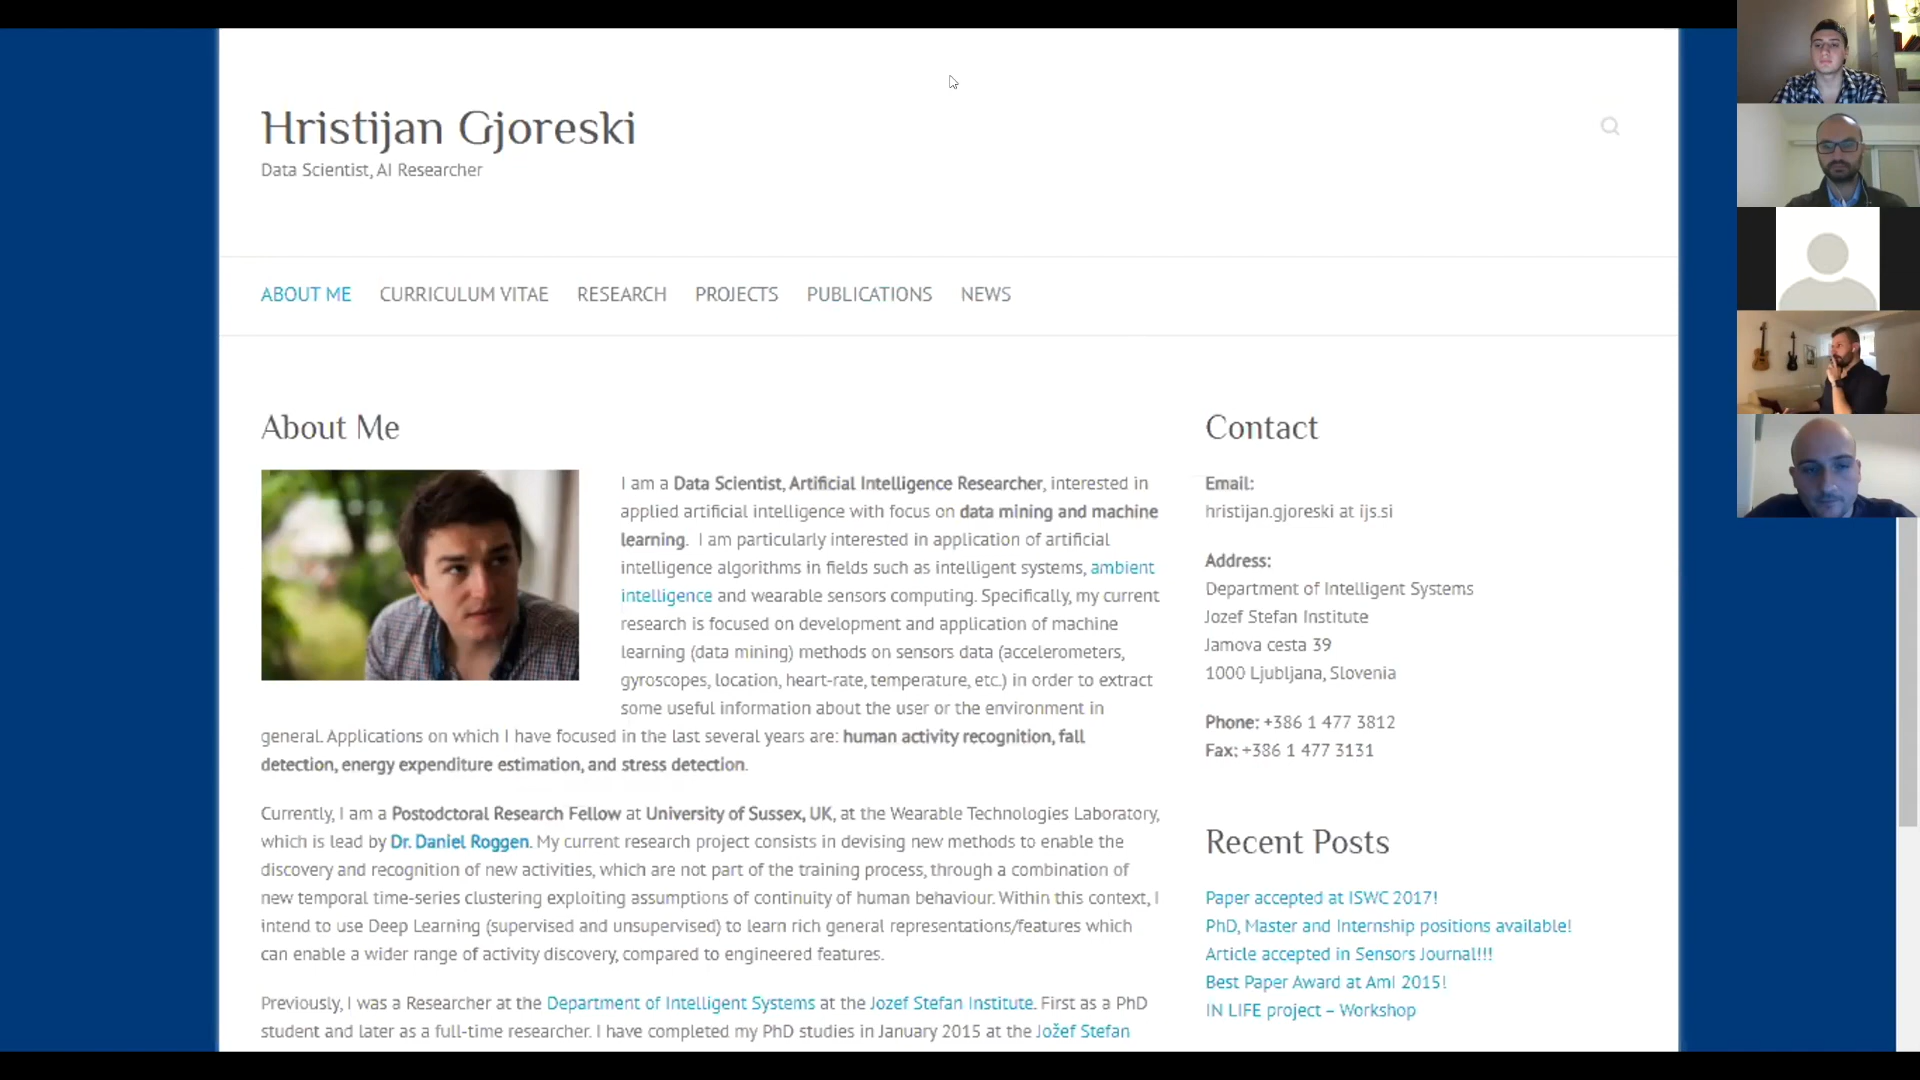 Hristijan Gjoreski
Data Scientist, AI Researcher
ABOUT ME CURRICULUM VITAE RESEARCH PROJECTS PUBLICATIONS NEWS
About Me
I am a Data Scientist, Artificial Intelligence Researcher, interested in
applied artificial intelligence with focus on data mining and machine
learning. I am particularly interested in application of artificial
intelligence algorithms in fields such as intelligent systems, ambient
intelligence and wearable sensors computing. Specifically, my current
research is focused on development and application of machine
learning (data mining) methods on sensors data (accelerometers,
gyroscopes, location, heart-rate, temperature, etc.) in order to extract
some useful information about the user or the environment in
general. Applications on which I have focused in the last several years are: human activity recognition, fall
detection, energy expenditure estimation, and stress detection.
Currently, I am a Postodctoral Research Fellow at University of Sussex, UK, at the Wearable Technologies Laboratory,
which is lead by Dr. Daniel Roggen. My current research project consists in devising new methods to enable the
discovery and recognition of new activities, which are not part of the training process, through a combination of
new temporal time-series clustering exploiting assumptions of continuity of human behaviour. Within this context, I
intend to use Deep Learning (supervised and unsupervised) to learn rich general representations/features which
can enable a wider range of activity discovery, compared to engineered features.
Previously, I was a Researcher at the Department of Intelligent Systems at the Jozef Stefan Institute. First as a PhD
student and later as a full-time researcher. I have completed my PhD studies in January 2015 at the Jožef Stefan
Contact
Email:
hristijan.gjoreski at ijs.si
Address:
Department of Intelligent Systems
Jozef Stefan Institute
Jamova cesta 39
1000 Ljubljana, Slovenia
Phone: +386 1 477 3812
Fax: +386 1 477 3131
Recent Posts
Paper accepted at ISWC 2017!
PhD, Master and Internship positions available!
Article accepted in Sensors Journal!!!
Best Paper Award at AmI 2015!
IN LIFE project – Workshop